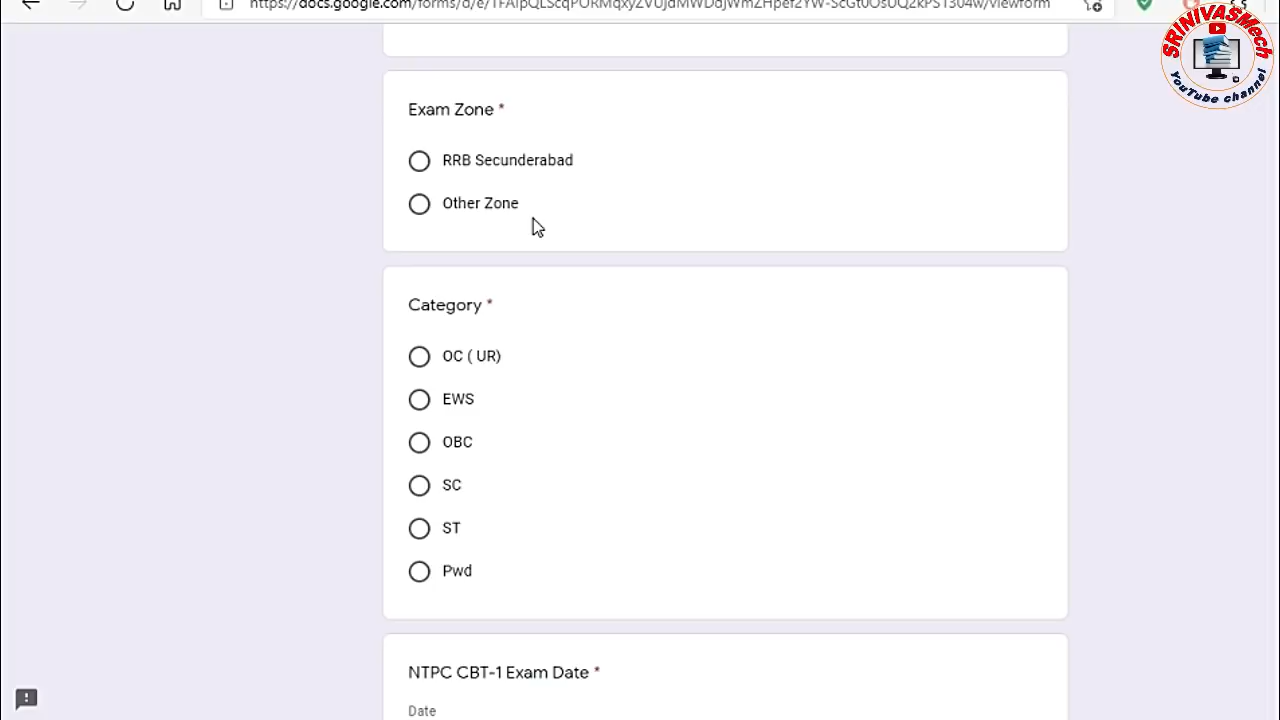 SRINIVASMech
YouTube channel
Exam Zone *
RRB Secunderabad
Other Zone
Category *
OC ( UR)
EWS
OBC
SC
ST
Pwd
NTPC CBT-1 Exam Date *
Date